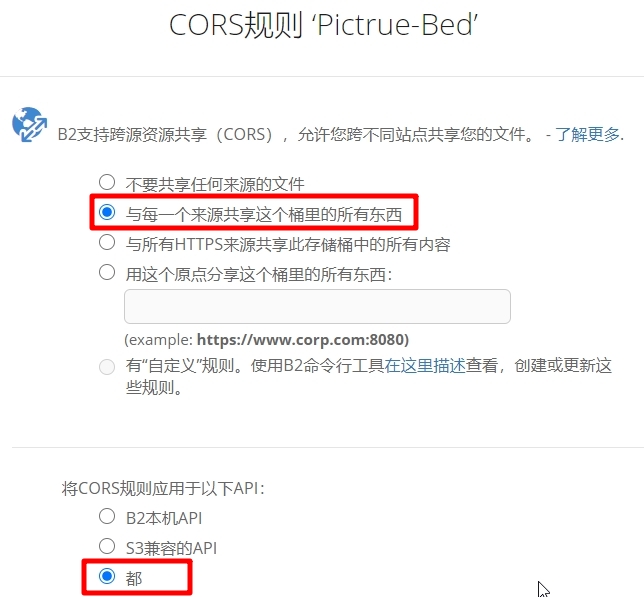 CORS规则 ‘Pictrue-Bed’
B2支持跨源资源共享（CORS），允许您跨不同站点共享您的文件。 - 了解更多.
不要共享任何来源的文件
与每一个来源共享这个桶里的所有东西
与所有HTTPS来源共享此存储桶中的所有内容
用这个原点分享这个桶里的所有东西：
(example: https://www.corp.com:8080)
有“自定义”规则。使用B2命令行工具在这里描述查看，创建或更新这
些规则。
将CORS规则应用于以下API：
B2本机API
S3兼容的API
都